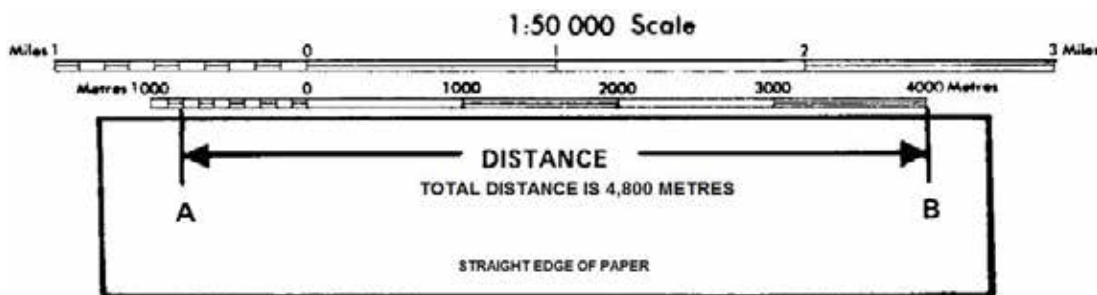 1:50 000 Scale
Miles 1 0 1 2 3 Miles
Metres 1000 0 1000 2000 3000 4000 Metres
DISTANCE
TOTAL DISTANCE IS 4,800 METRES
A B
STRAIGHT EDGE OF PAPER